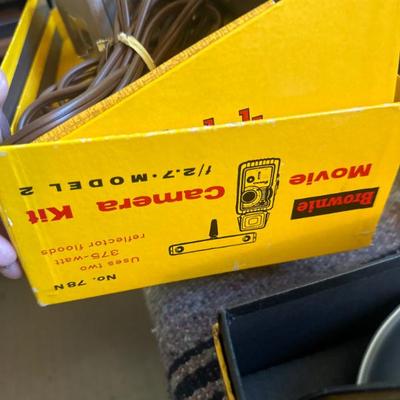 Brownie
Movie Camera Kit
f/2.7 · MODEL 2
No. 78N
Uses two
375-watt
reflector floods